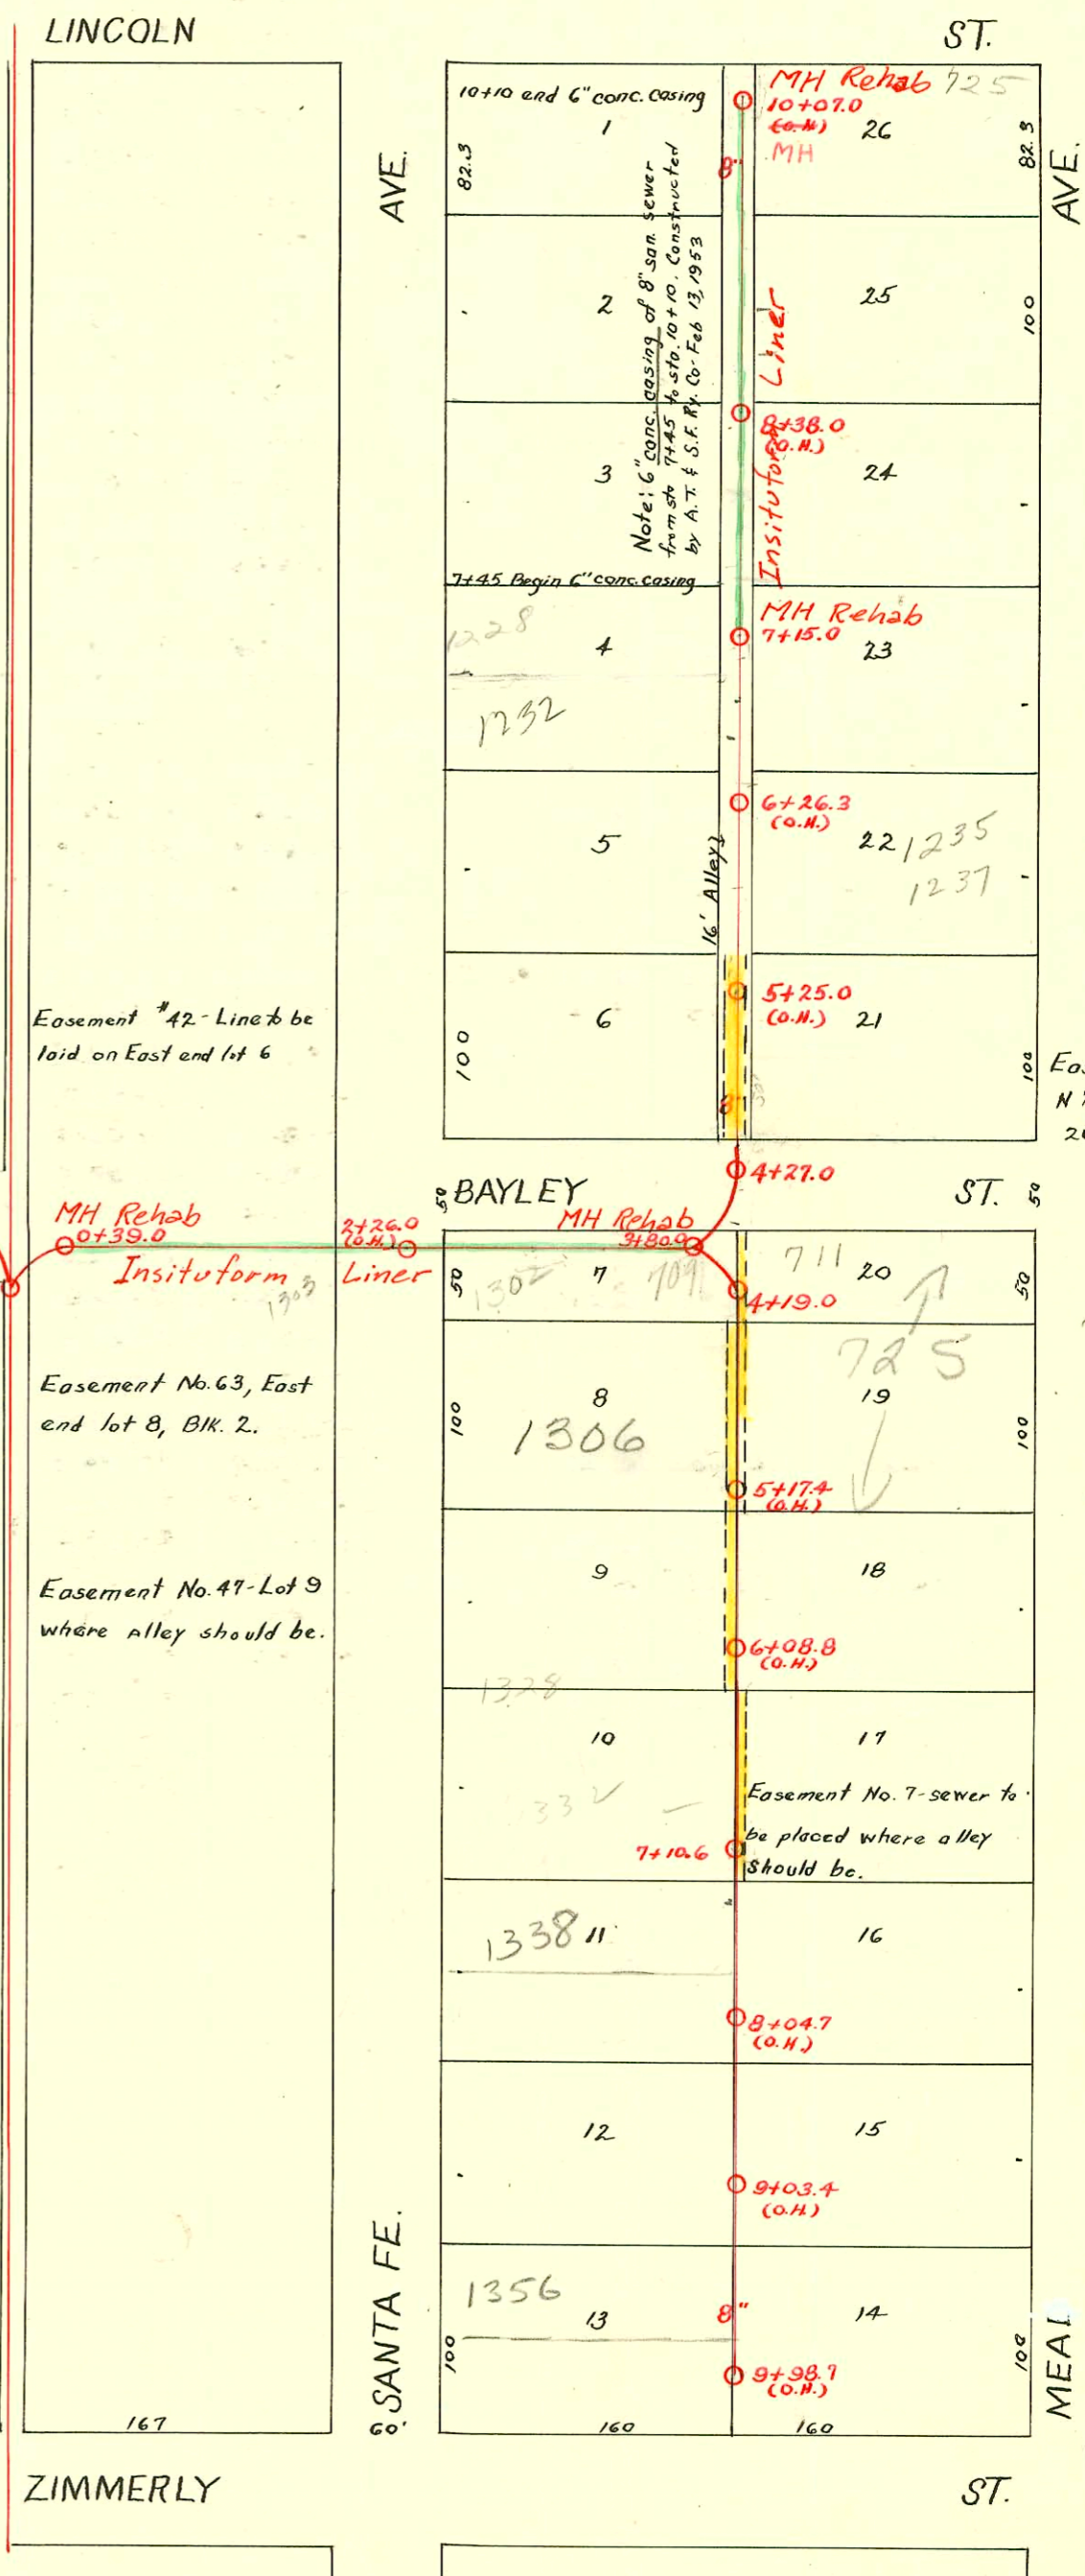 LINCOLN ST.
10+10 end 6" conc. casing
MH Rehab 725
10+07.0
(O.H.)
MH
1
26
82.3
82.3
AVE.
AVE.
8"
Note: 6" conc. casing of 8" san. sewer
from sta 7+45 to sta. 10+10. Constructed
by A.T. & S.F. Ry. Co. Feb 13, 1953
2
25
100
Insituform Liner
8+38.0
(O.H.)
3
24
7+45 Begin 6" conc. casing
MH Rehab
7+15.0
1228
4
23
1232
6+26.3
(O.H.)
5
22
1235
1237
16' Alley
5+25.0
(O.H.)
6
21
100
100
8"
Easement #42 - Line to be
laid on East end lot 6
Eas
N
4+27.0
50
BAYLEY ST.
50
MH Rehab
0+39.0
2+26.0
(O.H.)
MH Rehab
3+80.0
Insituform Liner
1303
50
1302
7
709
711
20
50
4+19.0
725
Easement No. 63, East
end lot 8, Blk. 2.
100
8
1306
19
100
5+17.4
(O.H.)
Easement No. 47 - Lot 9
where Alley should be.
9
18
6+08.8
(O.H.)
1328
10
17
332
Easement No. 7 - sewer to
be placed where alley
should be.
7+10.6
1338
11
16
8+04.7
(O.H.)
12
15
9+03.4
(O.H.)
SANTA FE.
1356
13
8"
14
100
100
9+98.7
(O.H.)
MEAD
167
60'
160
160
ZIMMERLY ST.